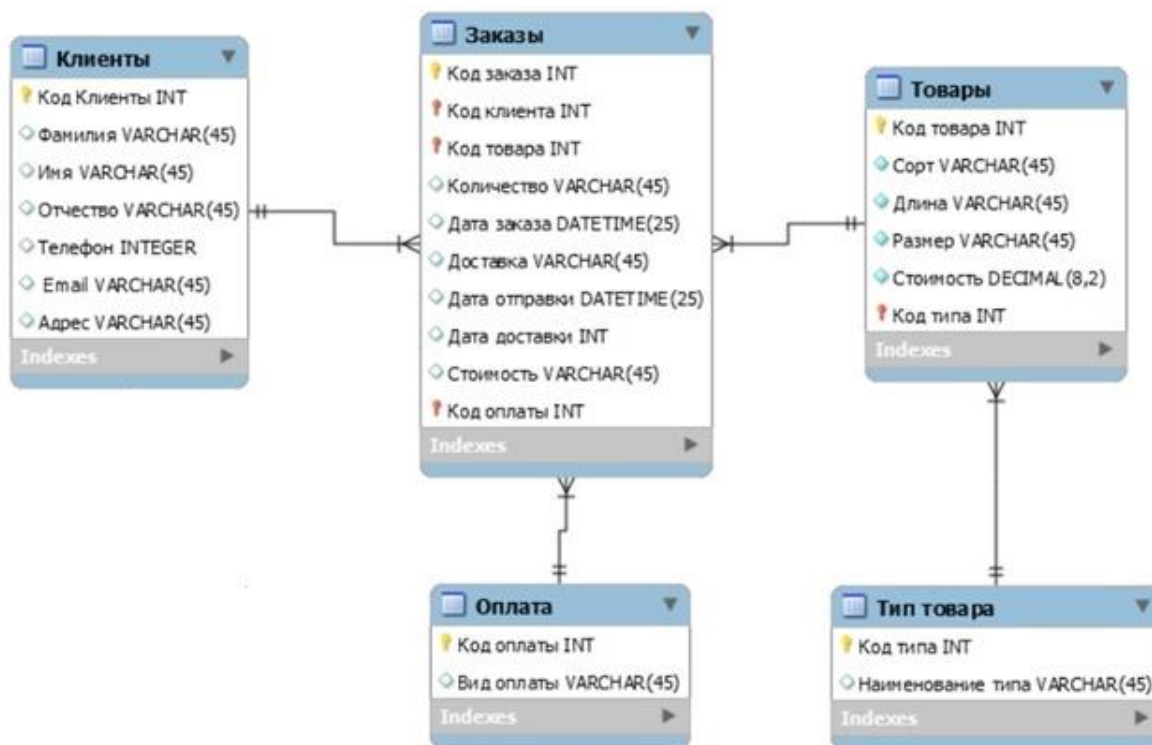 Клиенты
Код Клиенты INT
Фамилия VARCHAR(45)
Имя VARCHAR(45)
Отчество VARCHAR(45)
Телефон INTEGER
Email VARCHAR(45)
Адрес VARCHAR(45)
Indexes
Заказы
Код заказа INT
Код клиента INT
Код товара INT
Количество VARCHAR(45)
Дата заказа DATETIME(25)
Доставка VARCHAR(45)
Дата отправки DATETIME(25)
Дата доставки INT
Стоимость VARCHAR(45)
Код оплаты INT
Indexes
Товары
Код товара INT
Сорт VARCHAR(45)
Длина VARCHAR(45)
Размер VARCHAR(45)
Стоимость DECIMAL(8,2)
Код типа INT
Indexes
Оплата
Код оплаты INT
Вид оплаты VARCHAR(45)
Indexes
Тип товара
Код типа INT
Наименование типа VARCHAR(45)
Indexes